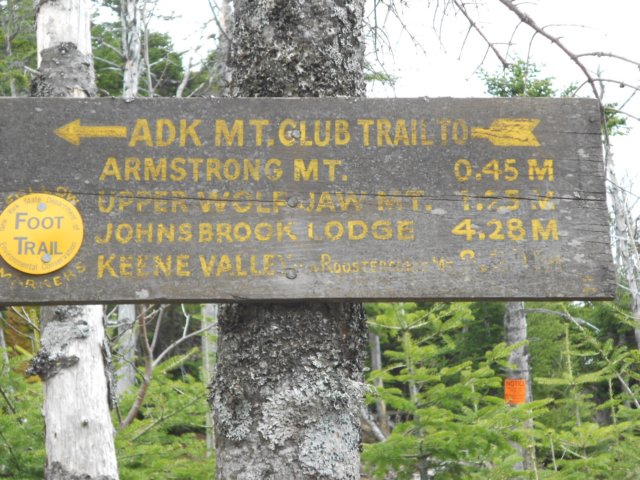 ADK MT. CLUB TRAIL TO
ARMSTRONG MT. 0.45 M
UPPER WOLF JAW MT.
JOHNS BROOK LODGE 4.28 M
KEENE VALLEY
FOOT
TRAIL